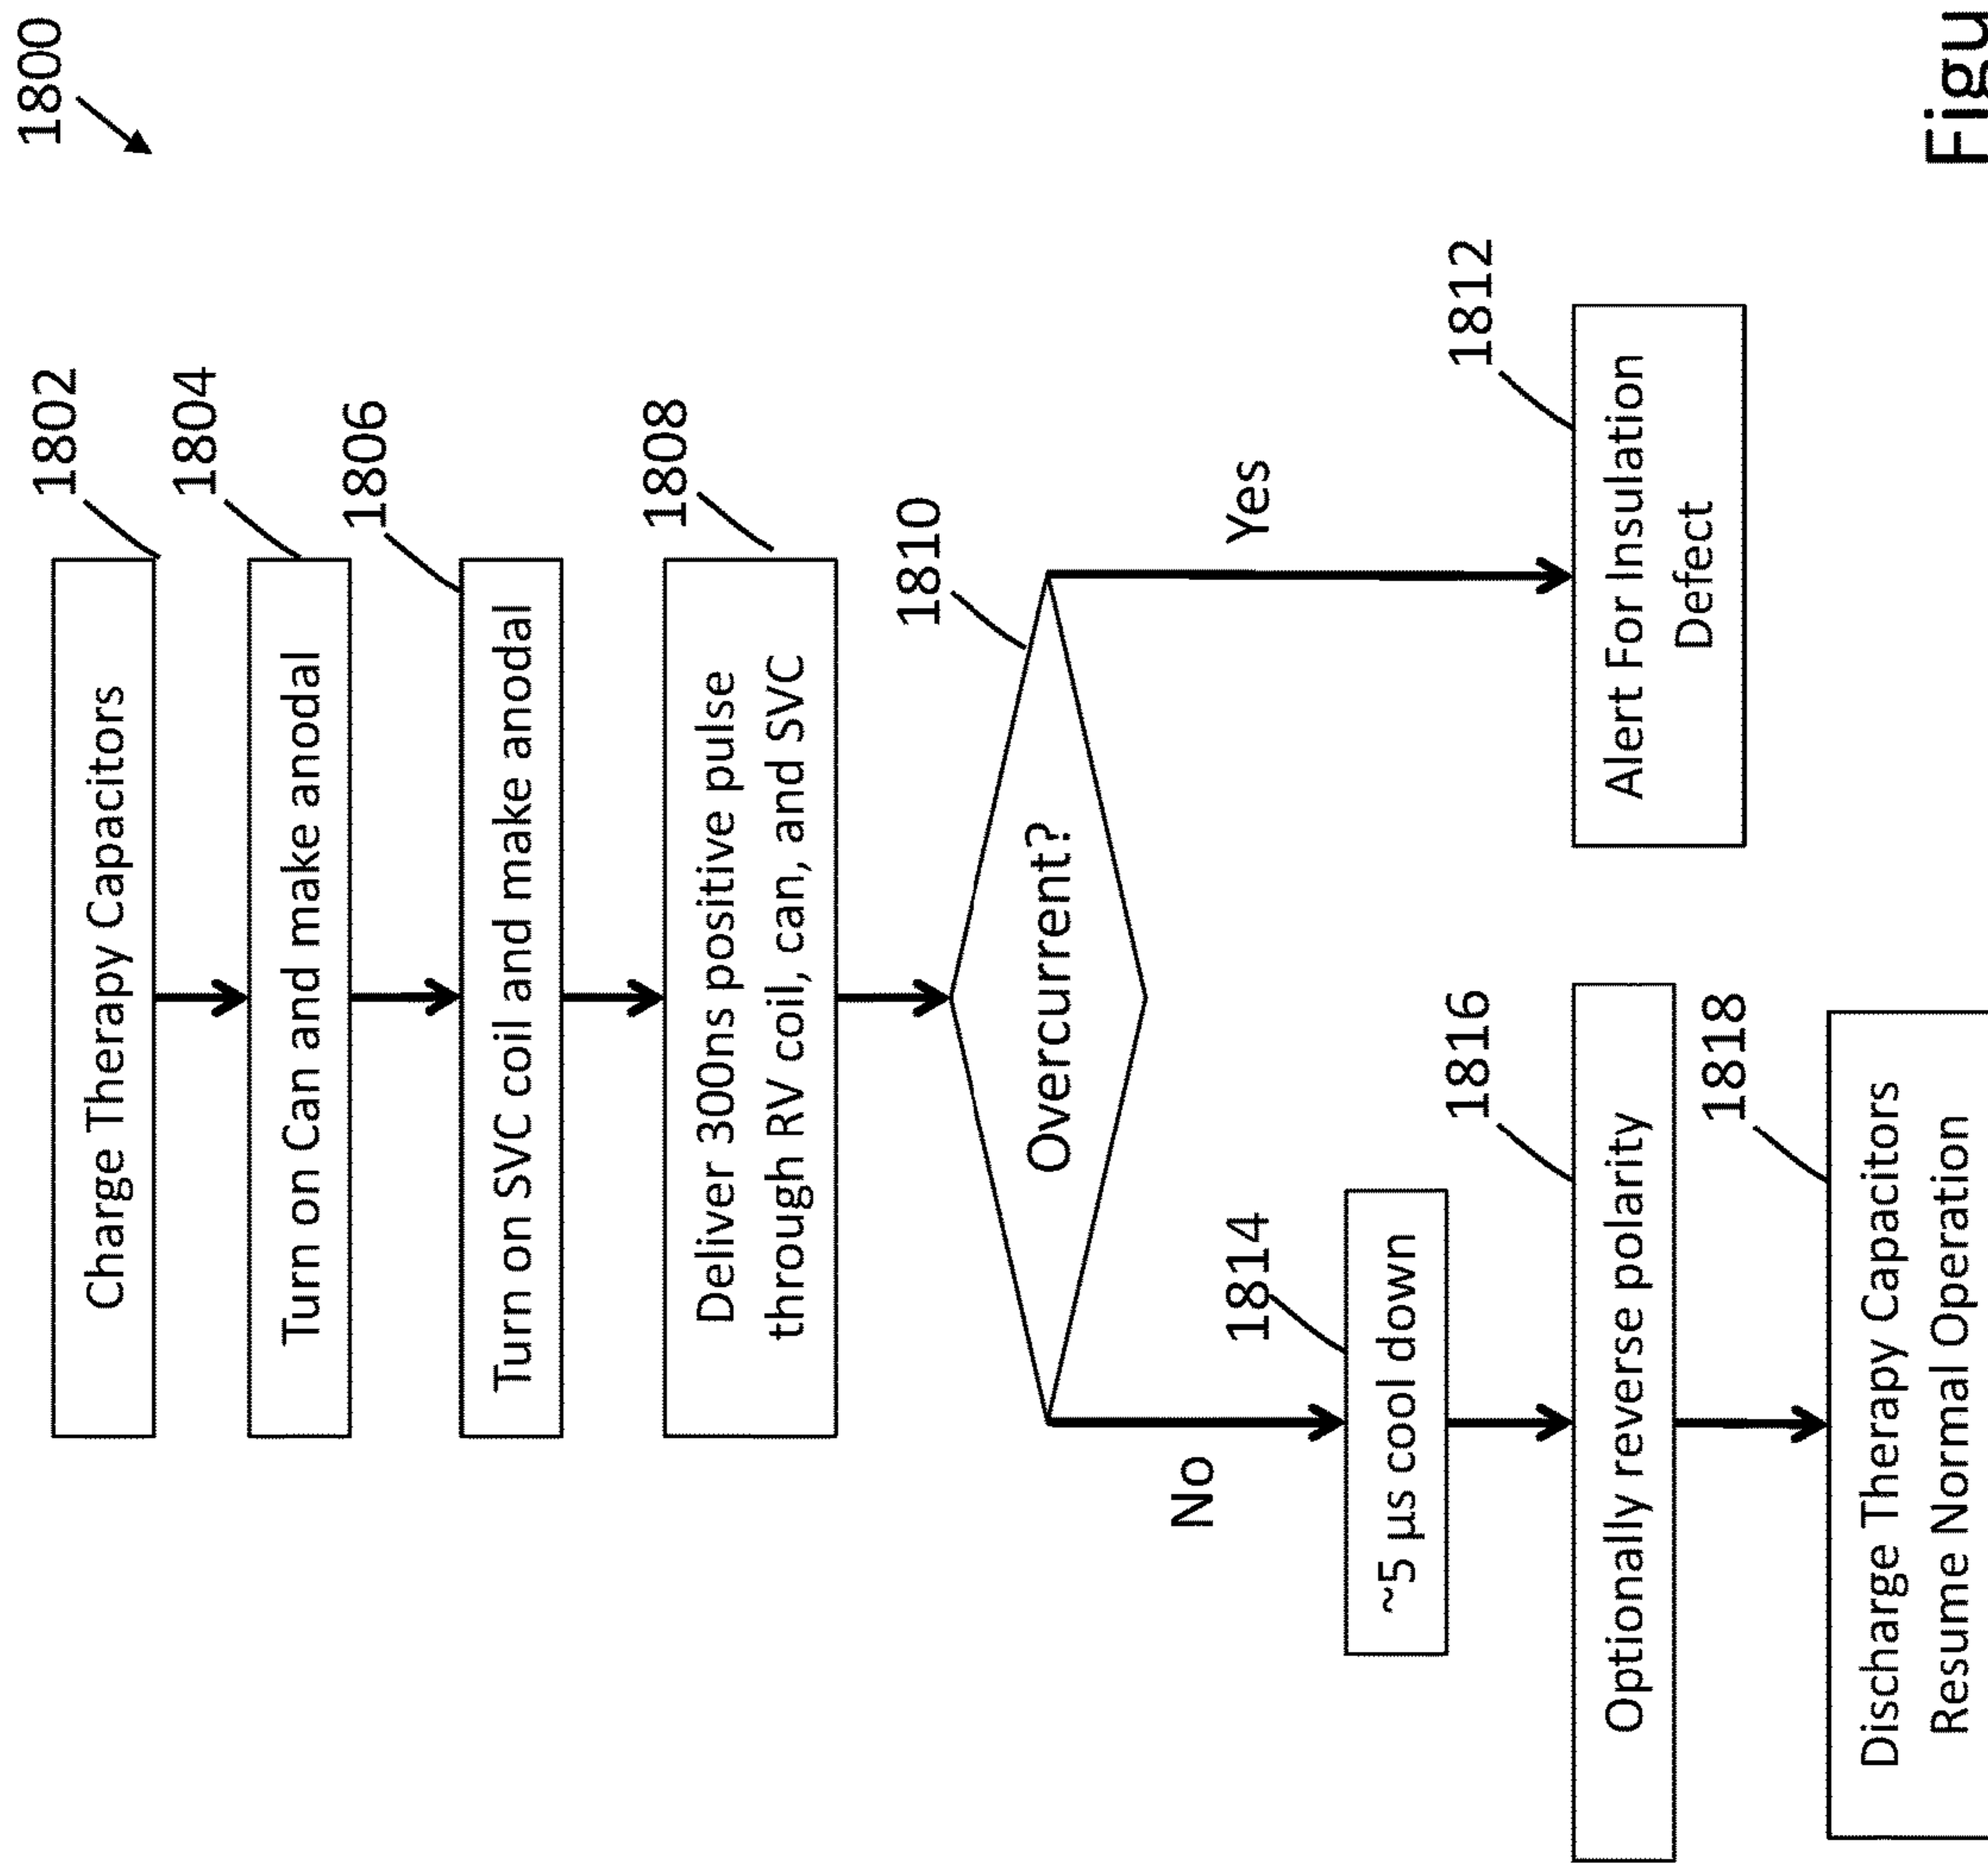 1800
1802
Charge Therapy Capacitors
1804
Turn on Can and make anodal
1806
Turn on SVC coil and make anodal
1808
Deliver 300ns positive pulse
through RV coil, can, and SVC
1810
Overcurrent?
Yes
No
1812
Alert For Insulation
Defect
1814
~5 µs cool down
1816
Optionally reverse polarity
1818
Discharge Therapy Capacitors
Resume Normal Operation